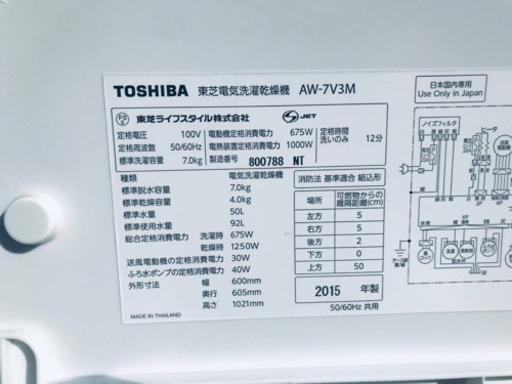 TOSHIBA 東芝電気洗濯乾燥機 AW-7V3M
日本国内専用
Use Only in Japan
PSE
東芝ライフスタイル株式会社 S JET
定格電圧 100V 電動機定格消費電力 675W 定格時間 12分
定格周波数 50/60Hz 電熱装置定格消費電力 1000W 洗いのみ
標準洗濯容量 7.0kg 製造番号 800788 NT
種類 電気洗濯乾燥機
標準脱水容量 7.0kg
標準乾燥容量 4.0kg
標準水量 50L
標準使用水量 92L
総合定格消費電力 洗濯時 675W
乾燥時 1250W
送風電動機の定格消費電力 30W
ふろ水ポンプの定格消費電力 40W
外形寸法 幅 600mm
奥行 605mm
高さ 1021mm
MADE IN THAILAND
消防法 基準適合 組込形
場所 可燃物からの離隔距離(cm)
左方 5
右方 5
後方 2
下方 0
上方 50
2015 年製
50/60Hz 共用
ノイズフィルター